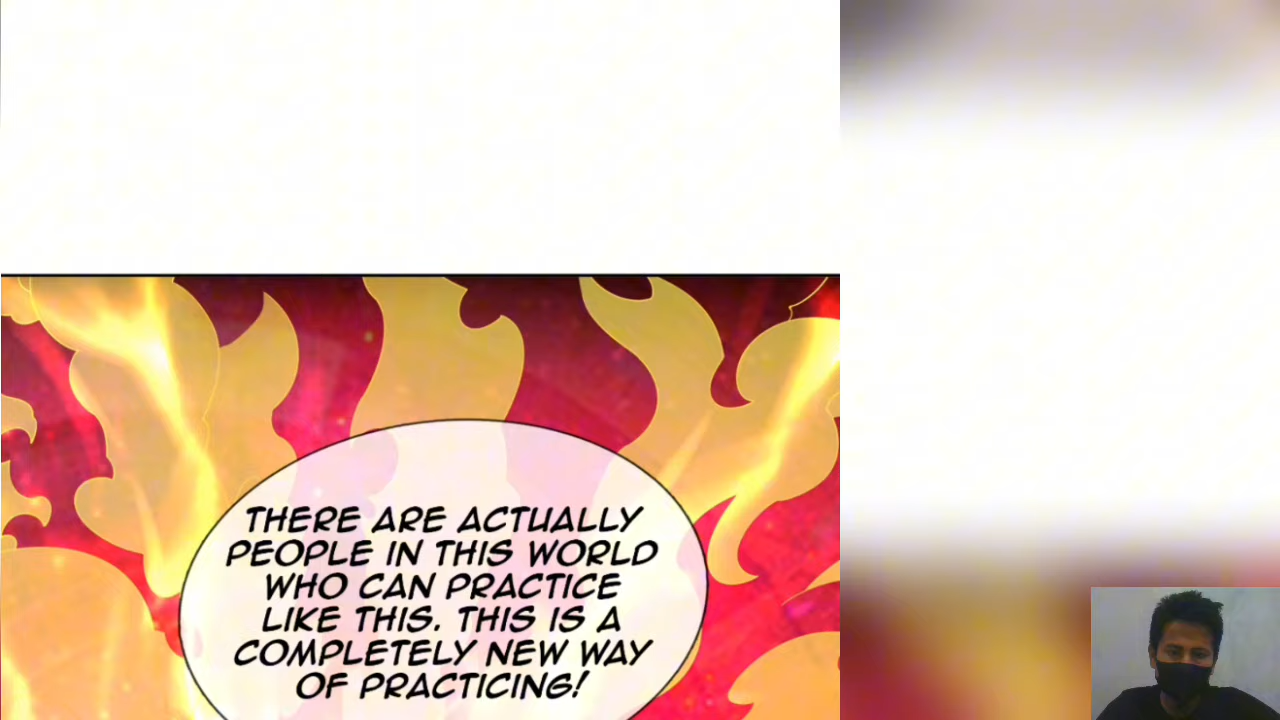 THERE ARE ACTUALLY
PEOPLE IN THIS WORLD
WHO CAN PRACTICE
LIKE THIS. THIS IS A
COMPLETELY NEW WAY
OF PRACTICING!